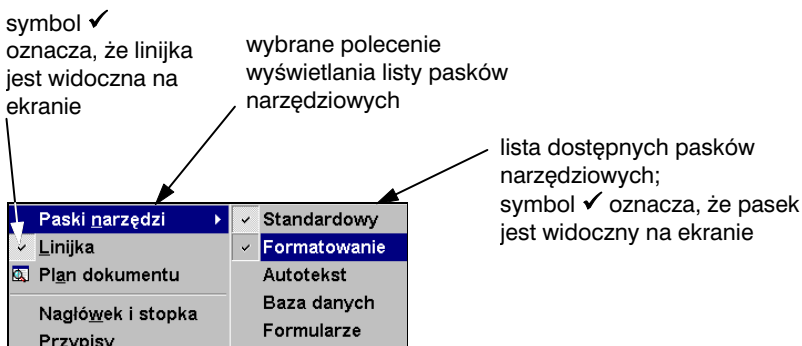 symbol ✓
oznacza, że linijka
jest widoczna na
ekranie
wybrane polecenie
wyświetlania listy pasków
narzędziowych
lista dostępnych pasków
narzędziowych;
symbol ✓ oznacza, że pasek
jest widoczny na ekranie
Paski narzędzi
Linijka
Plan dokumentu
Nagłówek i stopka
Przypisy
Standardowy
Formatowanie
Autotekst
Baza danych
Formularze